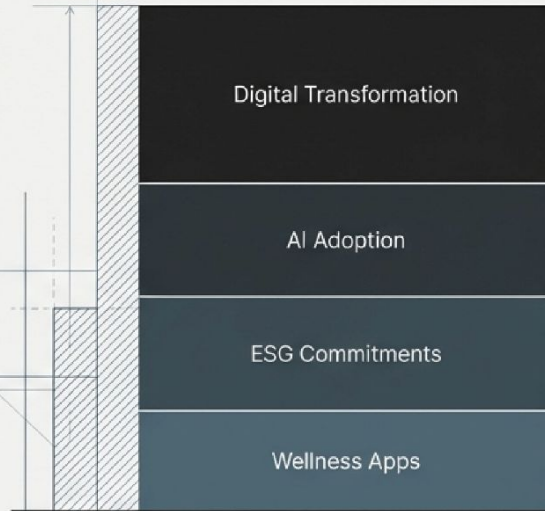 Digital Transformation
AI Adoption
ESG Commitments
Wellness Apps